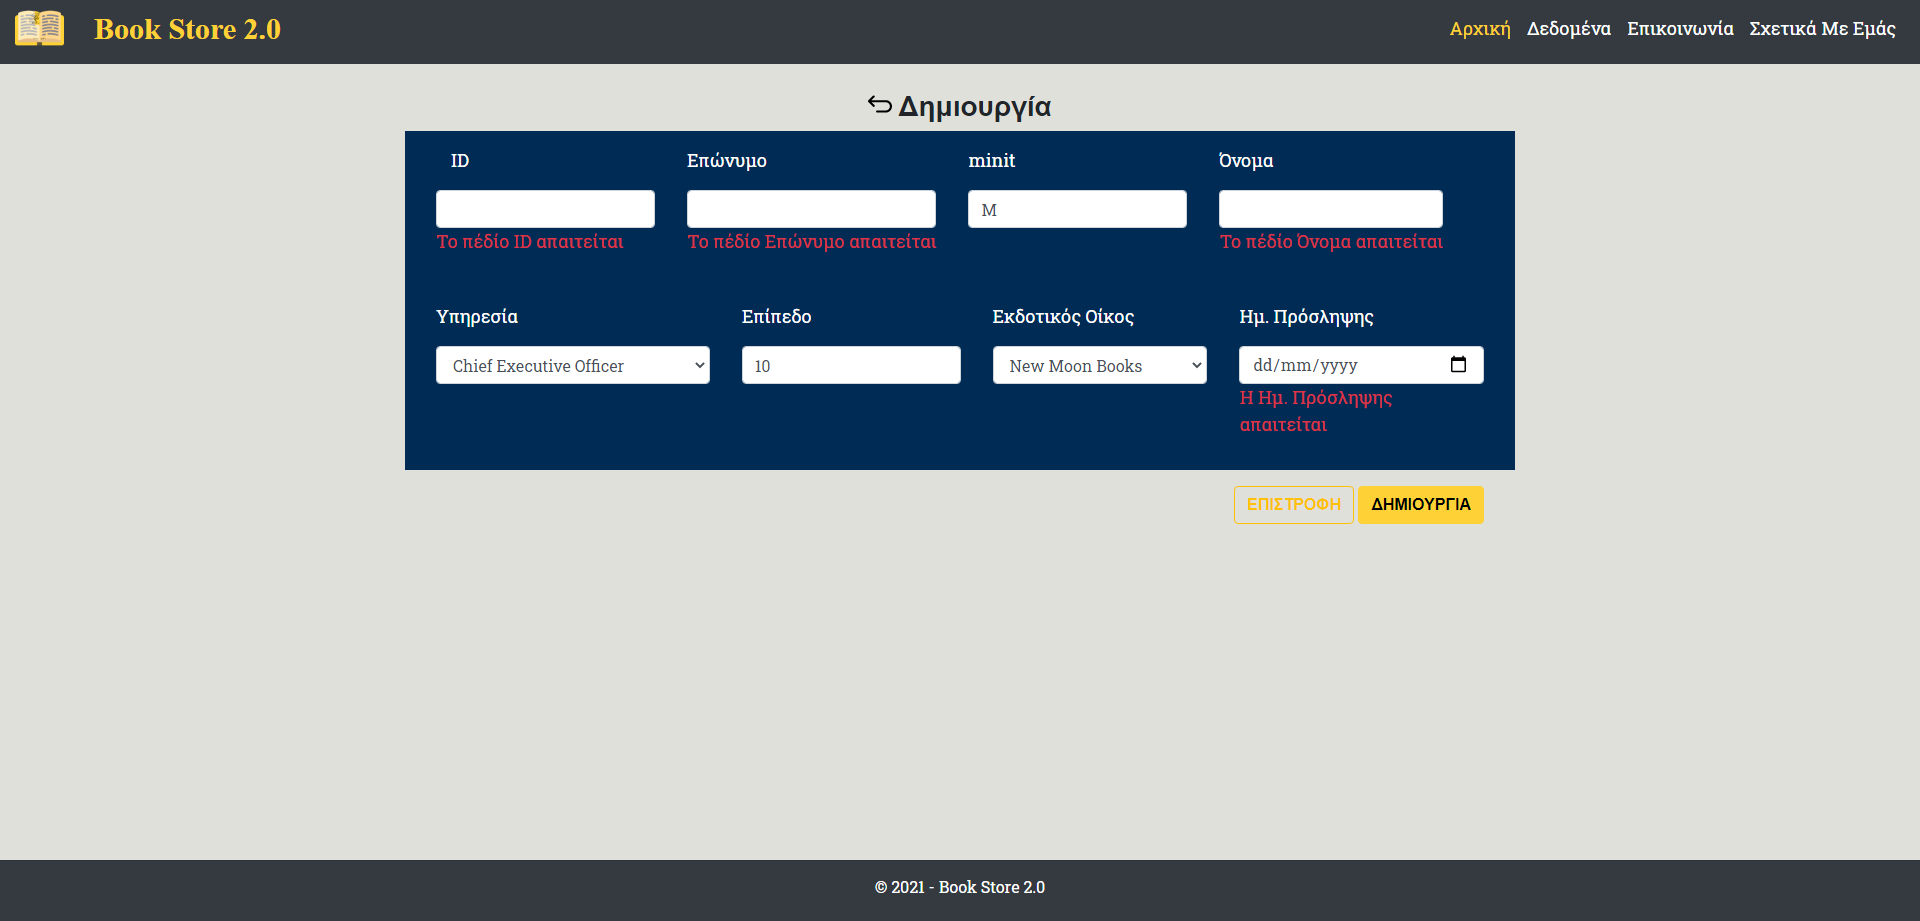 Book Store 2.0
Αρχική Δεδομένα Επικοινωνία Σχετικά Με Εμάς
Δημιουργία
ID Επώνυμο minit Όνομα
M
Το πέδίο ID απαιτείται Το πέδίο Επώνυμο απαιτείται Το πέδίο Όνομα απαιτείται
Υπηρεσία Επίπεδο Εκδοτικός Οίκος Ημ. Πρόσληψης
Chief Executive Officer 10 New Moon Books dd/mm/yyyy
Η Ημ. Πρόσληψης
απαιτείται
ΕΠΙΣΤΡΟΦΗ ΔΗΜΙΟΥΡΓΙΑ
© 2021 - Book Store 2.0